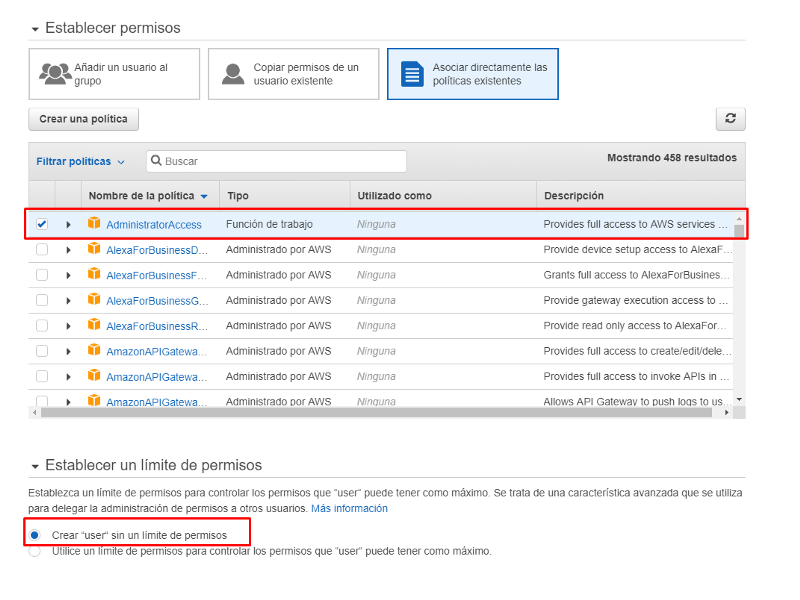 Establecer permisos
Añadir un usuario al
grupo
Copiar permisos de un
usuario existente
Asociar directamente las
políticas existentes
Crear una política
Filtrar políticas
Buscar
Mostrando 458 resultados
Nombre de la política Tipo Utilizado como Descripción
AdministratorAccess Función de trabajo Ninguna Provides full access to AWS services ...
AlexaForBusinessD... Administrado por AWS Ninguna Provide device setup access to AlexaF...
AlexaForBusinessF... Administrado por AWS Ninguna Grants full access to AlexaForBusines...
AlexaForBusinessG... Administrado por AWS Ninguna Provide gateway execution access to ...
AlexaForBusinessR... Administrado por AWS Ninguna Provide read only access to AlexaFor...
AmazonAPIGatewa... Administrado por AWS Ninguna Provides full access to create/edit/dele...
AmazonAPIGatewa... Administrado por AWS Ninguna Provides full access to invoke APIs in ...
AmazonAPIGatewa... Administrado por AWS Ninguna Allows API Gateway to push logs to us...
Establecer un límite de permisos
Establezca un límite de permisos para controlar los permisos que "user" puede tener como máximo. Se trata de una característica avanzada que se utiliza
para delegar la administración de permisos a otros usuarios. Más información
Crear "user" sin un límite de permisos
Utilice un límite de permisos para controlar los permisos que "user" puede tener como máximo.